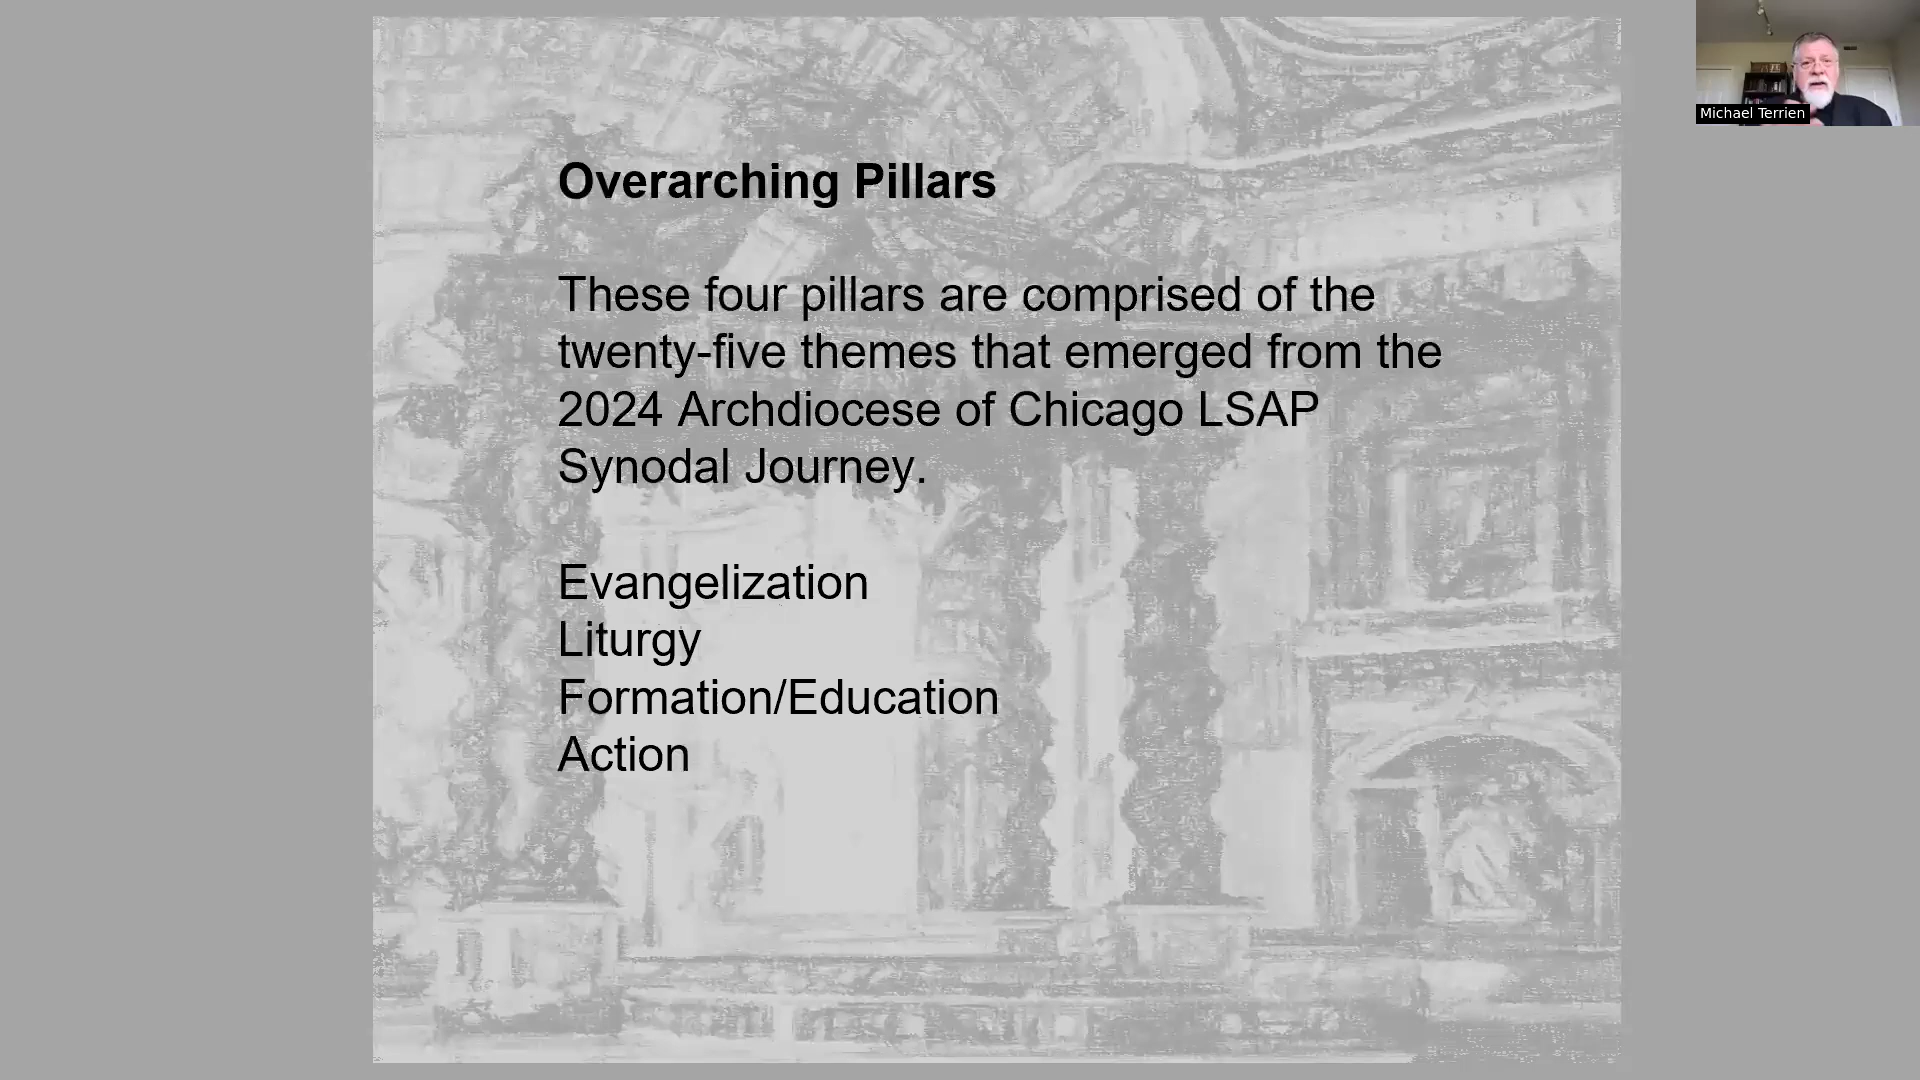 Overarching Pillars
These four pillars are comprised of the
twenty-five themes that emerged from the
2024 Archdiocese of Chicago LSAP
Synodal Journey.
Evangelization
Liturgy
Formation/Education
Action
Michael Terrien